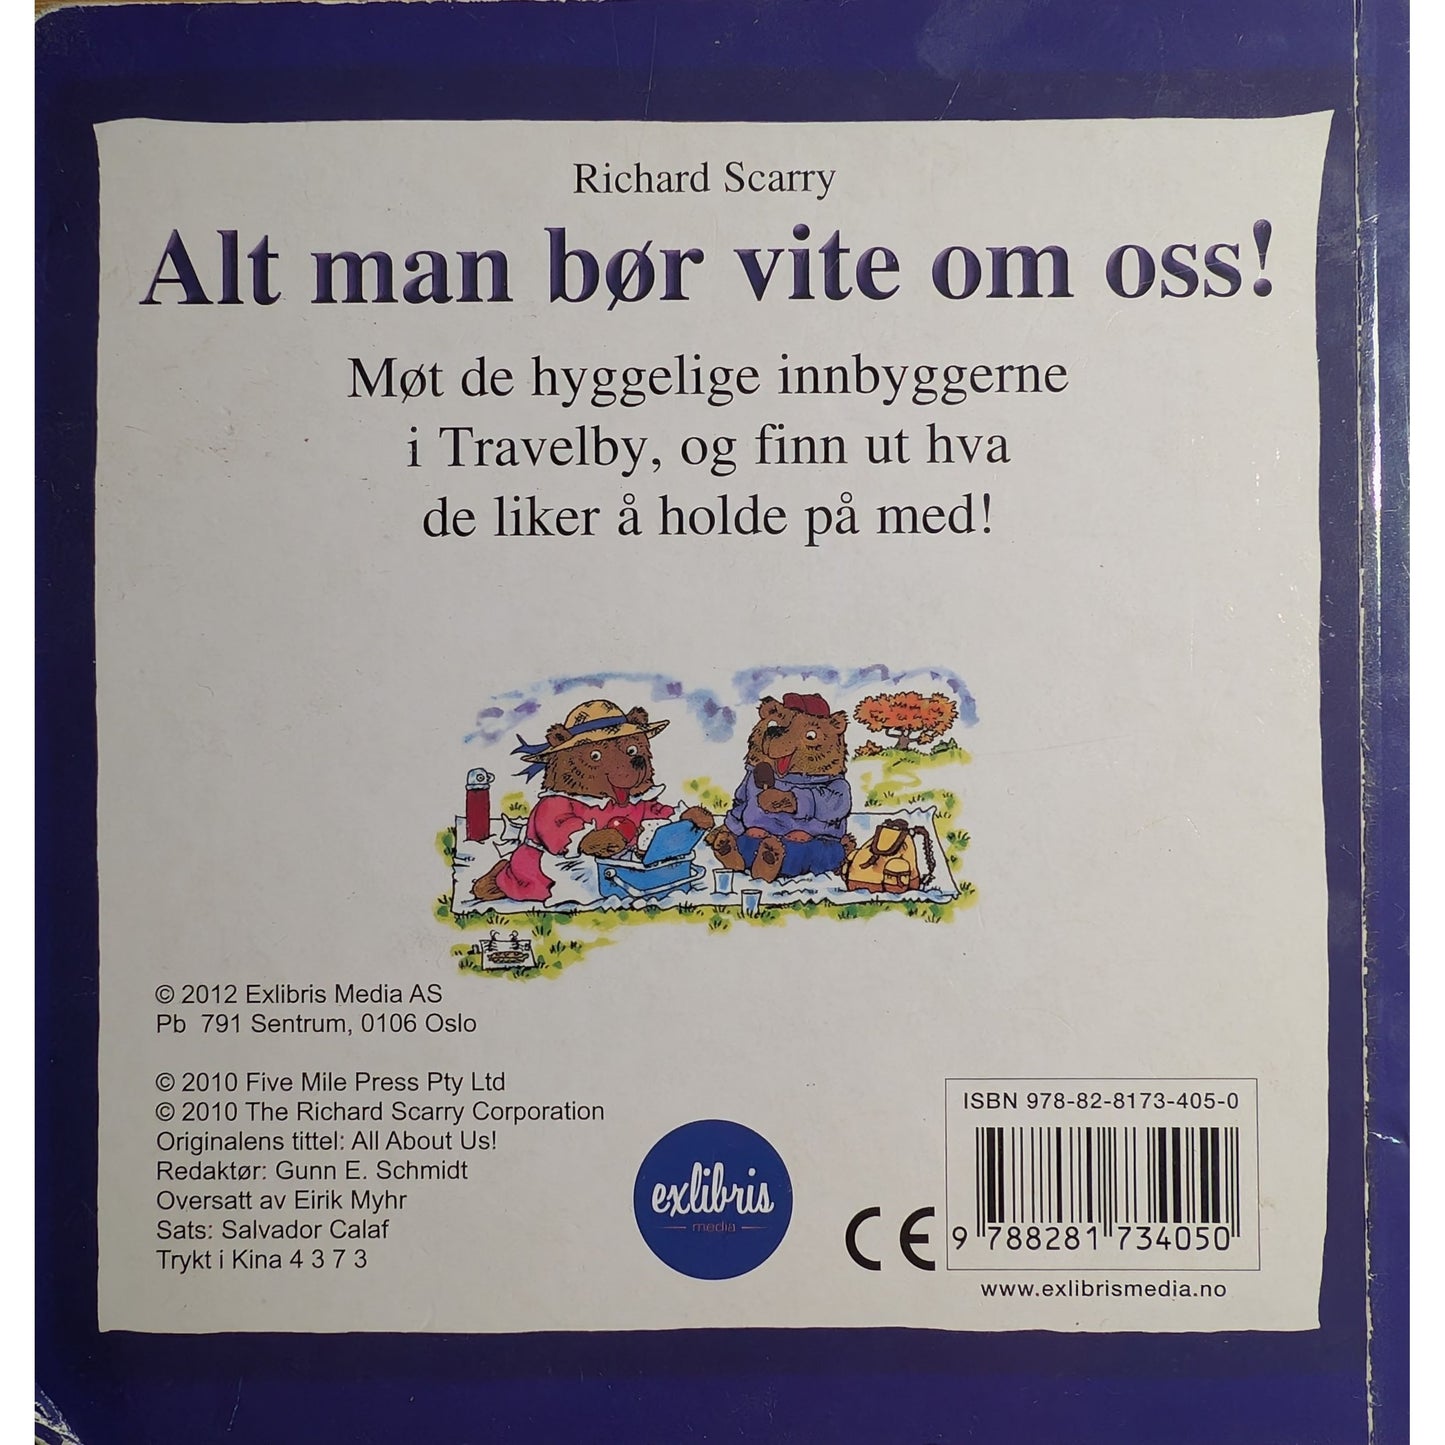 Richard Scarry
Alt man bør vite om oss!
Møt de hyggelige innbyggerne
i Travelby, og finn ut hva
de liker å holde på med!
© 2012 Exlibris Media AS
Pb 791 Sentrum, 0106 Oslo
© 2010 Five Mile Press Pty Ltd
© 2010 The Richard Scarry Corporation
Originalens tittel: All About Us!
Redaktør: Gunn E. Schmidt
Oversatt av Eirik Myhr
Sats: Salvador Calaf
Trykt i Kina 4 3 7 3
exlibris
media
CE
ISBN 978-82-8173-405-0
9 788281 734050
www.exlibrismedia.no